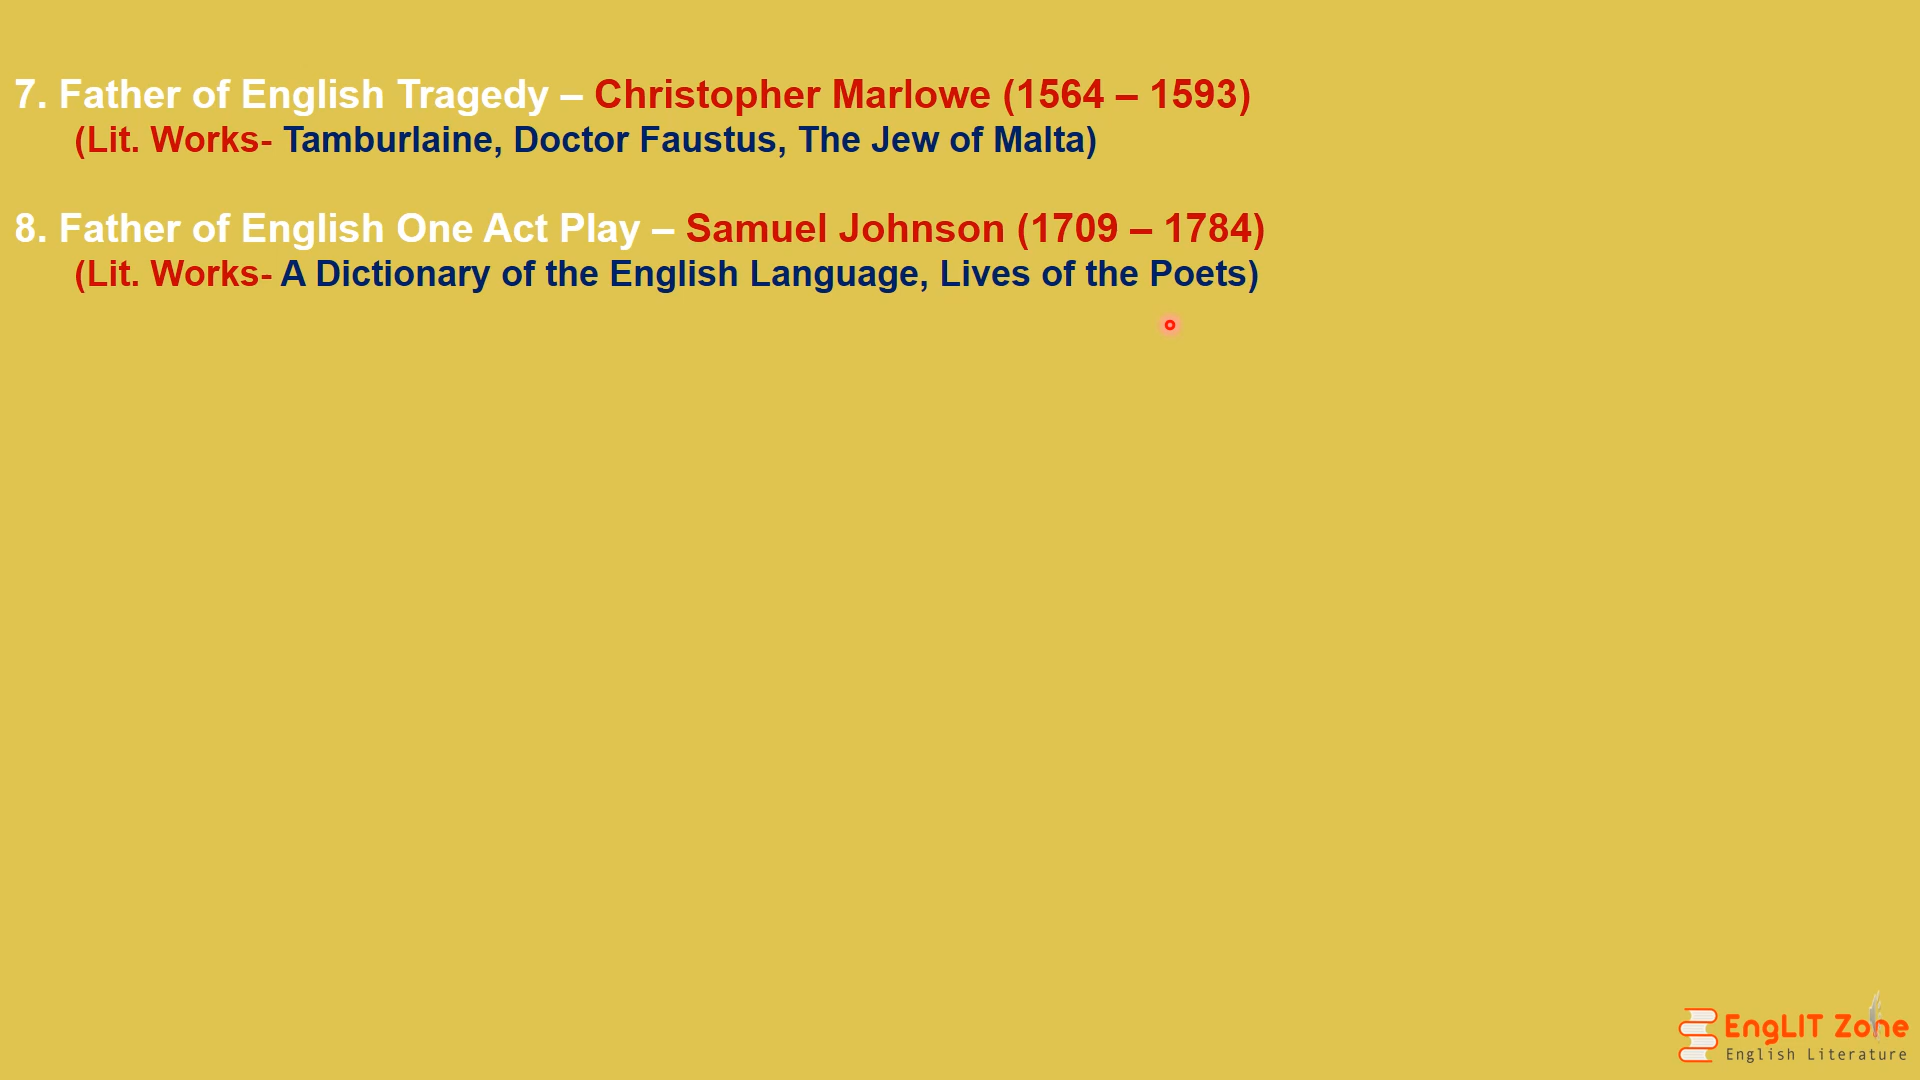 7. Father of English Tragedy – Christopher Marlowe (1564 – 1593)
(Lit. Works- Tamburlaine, Doctor Faustus, The Jew of Malta)
8. Father of English One Act Play – Samuel Johnson (1709 – 1784)
(Lit. Works- A Dictionary of the English Language, Lives of the Poets)
EngLIT Zone
English Literature